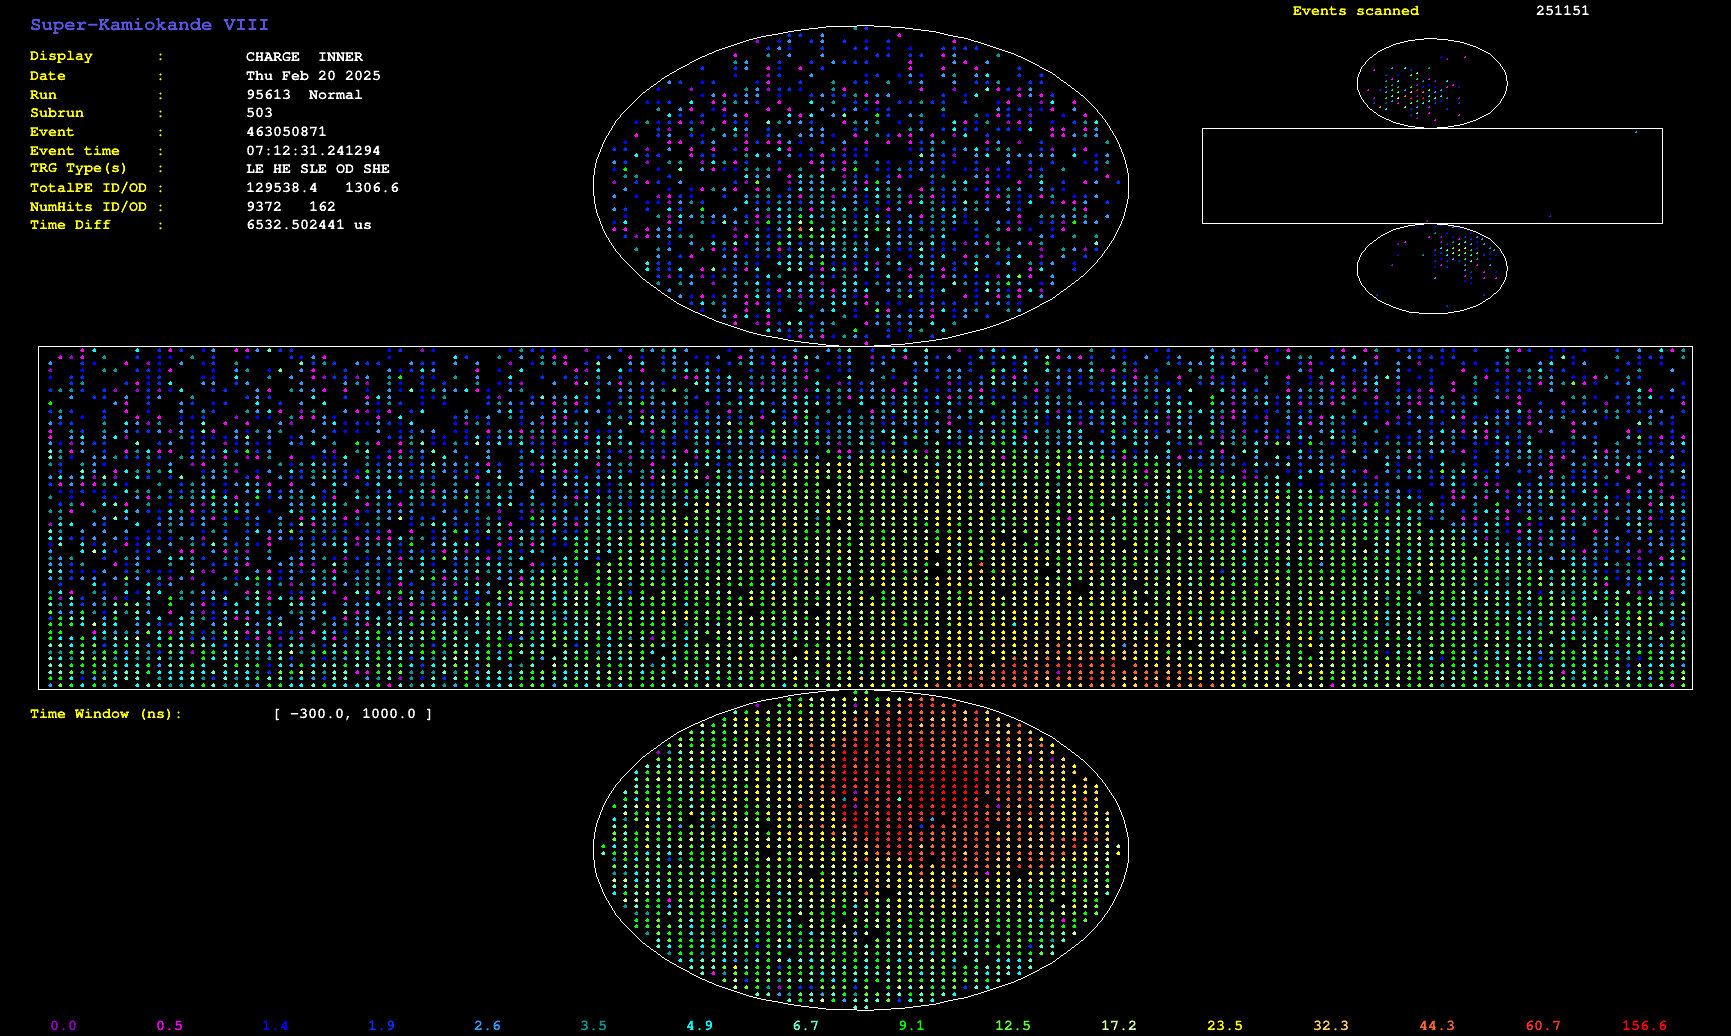 Super-Kamiokande VIII
Events scanned 251151
Display : CHARGE INNER
Date : Thu Feb 20 2025
Run : 95613 Normal
Subrun : 503
Event : 463050871
Event time : 07:12:31.241294
TRG Type(s) : LE HE SLE OD SHE
TotalPE ID/OD : 129538.4 1306.6
NumHits ID/OD : 9372 162
Time Diff : 6532.502441 us
Time Window (ns): [ -300.0, 1000.0 ]
0.0 0.5 1.4 1.9 2.6 3.5 4.9 6.7 9.1 12.5 17.2 23.5 32.3 44.3 60.7 156.6